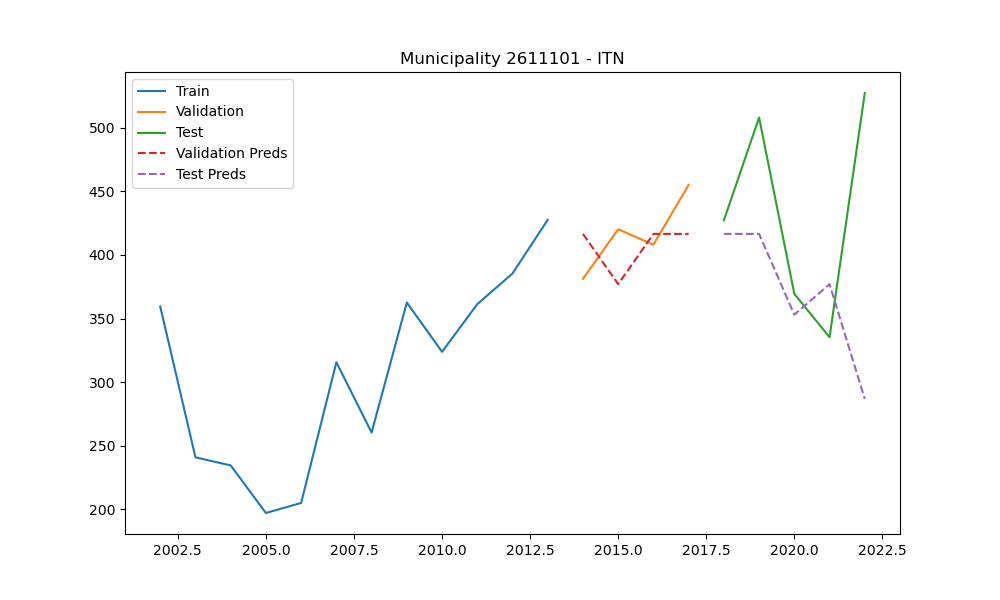 Municipality 2611101 - ITN
Train
Validation
Test
Validation Preds
Test Preds
500
450
400
350
300
250
200
2002.5 2005.0 2007.5 2010.0 2012.5 2015.0 2017.5 2020.0 2022.5